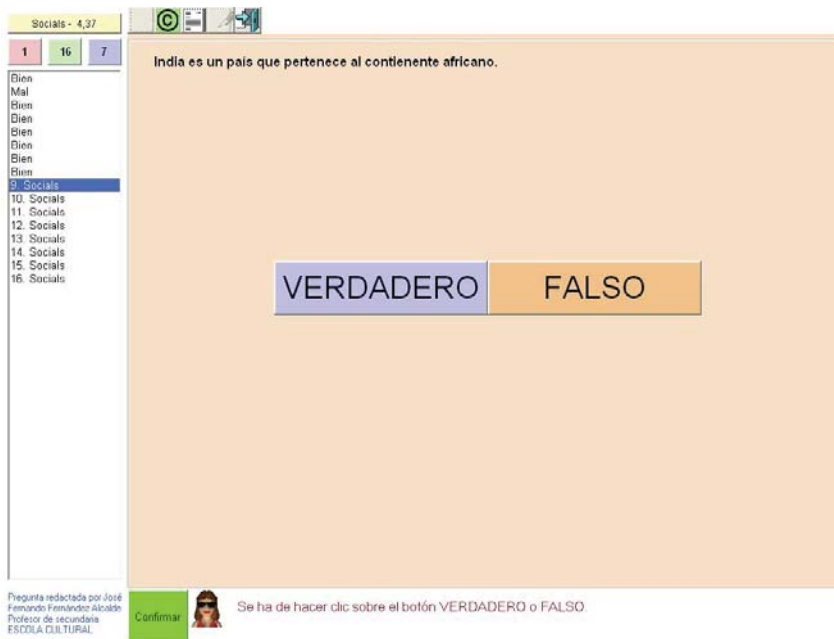 Socials - 4,37
©
1 16 7
Bien
Mal
Bien
Bien
Bien
Bien
Bien
Bien
9. Socials
10. Socials
11. Socials
12. Socials
13. Socials
14. Socials
15. Socials
16. Socials
India es un país que pertenece al contienente africano.
VERDADERO FALSO
Pregunta redactada por José
Fernando Fernández Alcalde
Profesor de secundaria
ESCOLA CULTURAL
Confirmar
Se ha de hacer clic sobre el botón VERDADERO o FALSO.